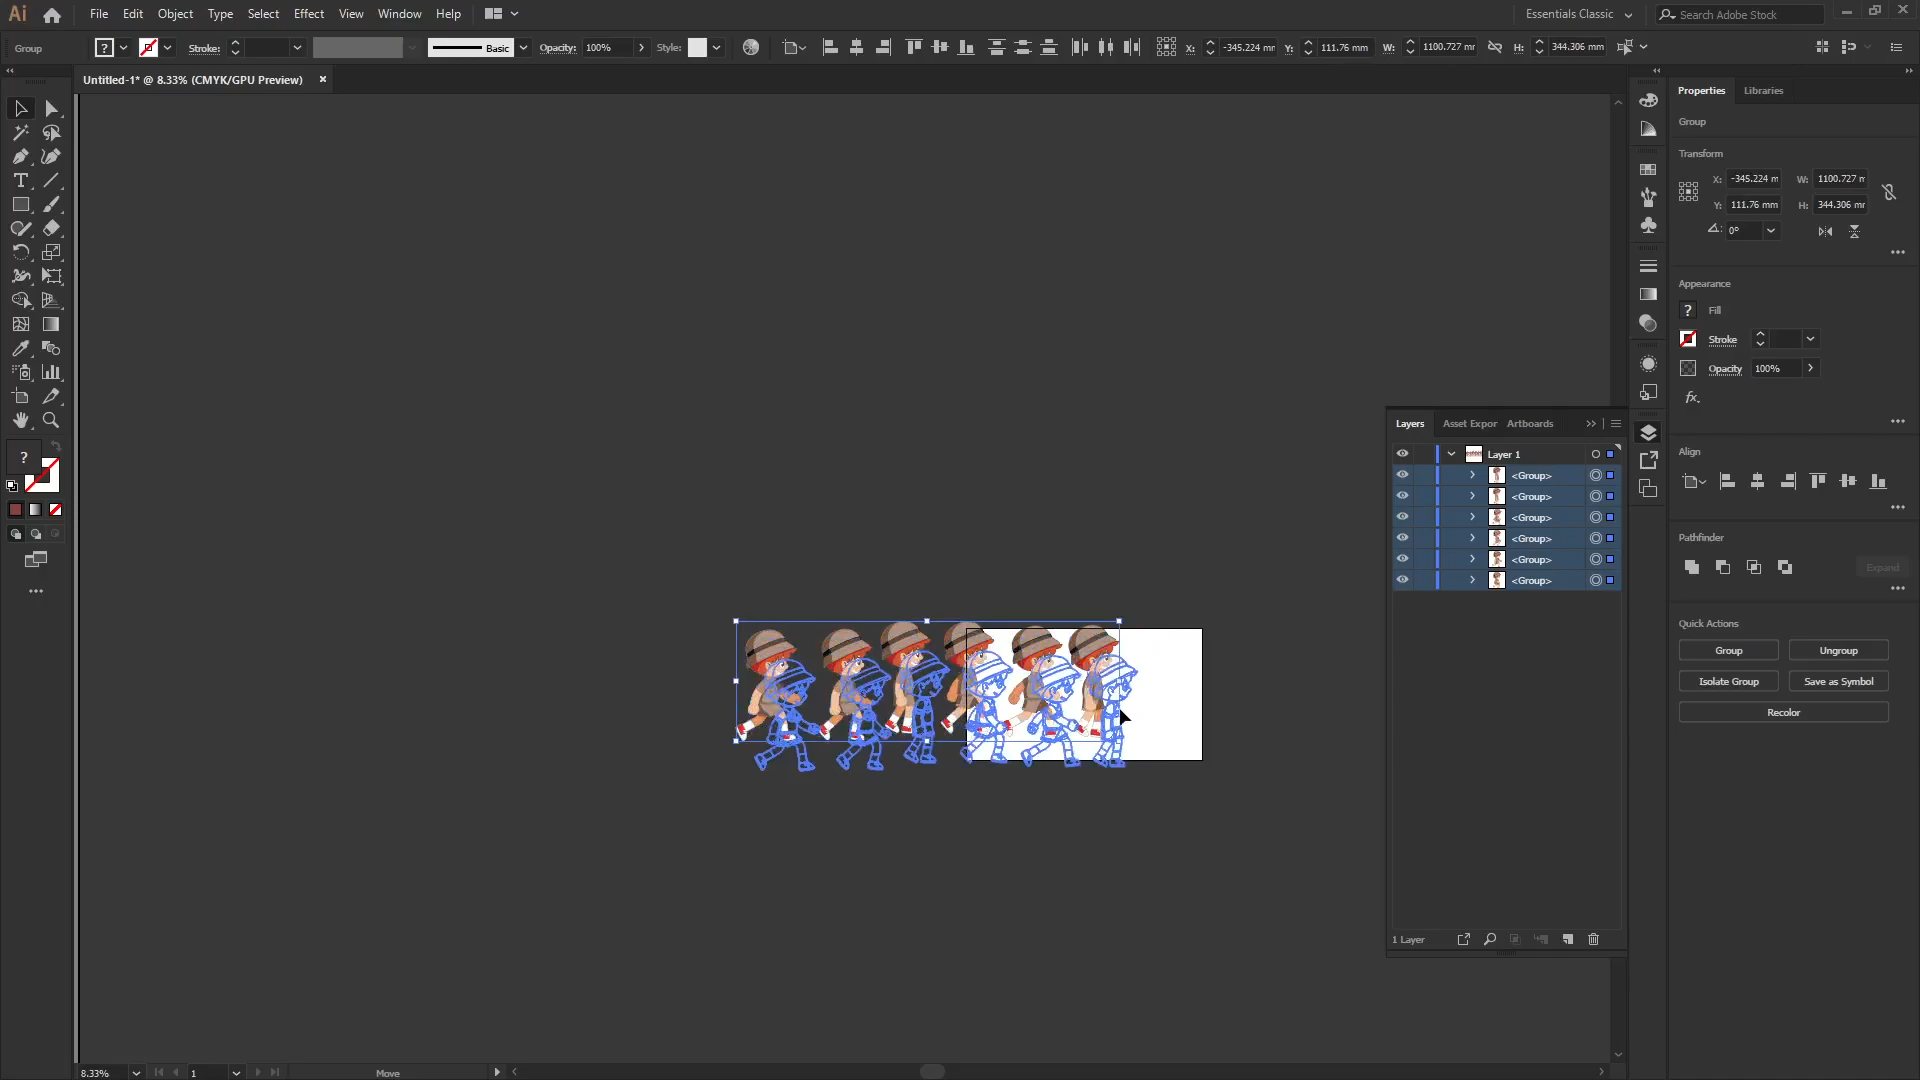 Ai File Edit Object Type Select Effect View Window Help Essentials Classic Search Adobe Stock
Group ? Stroke: Basic Opacity: 100% Style: X: -345.224 mm Y: 111.76 mm W: 1100.727 mm H: 344.306 mm
Untitled-1* @ 8.33% (CMYK/GPU Preview) ×
Properties Libraries
Group
Transform
X: -345.224 m W: 1100.727 m
Y: 111.76 mm H: 344.306 mm
0°
Appearance
? Fill
Stroke
Opacity 100%
fx.
Layers Asset Expor Artboards
Layer 1
<Group>
<Group>
<Group>
<Group>
<Group>
<Group>
1 Layer
?
Align
Pathfinder
Expand
Quick Actions
Group Ungroup
Isolate Group Save as Symbol
Recolor
8.33% 1 Move